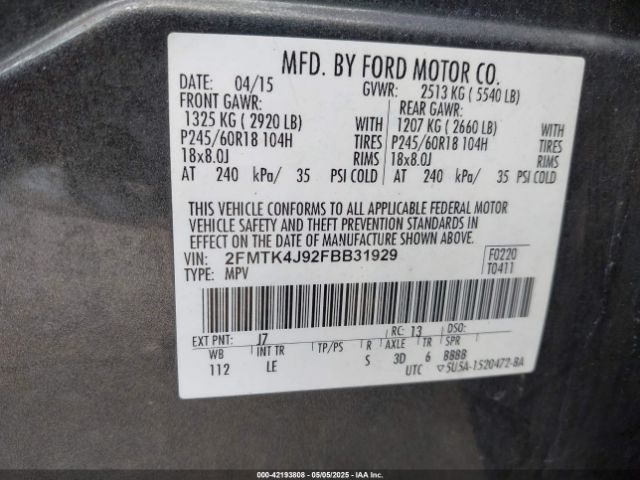 MFD. BY FORD MOTOR CO.
DATE: 04/15 GVWR: 2513 KG ( 5540 LB)
FRONT GAWR: REAR GAWR:
1325 KG ( 2920 LB) WITH 1207 KG ( 2660 LB) WITH
P245/60R18 104H TIRES P245/60R18 104H TIRES
18x8.0J RIMS 18x8.0J RIMS
AT 240 kPa/ 35 PSI COLD AT 240 kPa/ 35 PSI COLD
THIS VEHICLE CONFORMS TO ALL APPLICABLE FEDERAL MOTOR
VEHICLE SAFETY AND THEFT PREVENTION STANDARDS IN
EFFECT ON THE DATE OF MANUFACTURE SHOWN ABOVE.
VIN: 2FMTK4J92FBB31929 F0220
TYPE: MPV T0411
EXT PNT: J7 RC: 13 DSO:
WB INT TR TP/PS R AXLE TR SPR
112 LE S 3D 6 BBBB
UTC ▽5U5A-1520472-BA
000-42193808 - 05/05/2025 - IAAI.COM